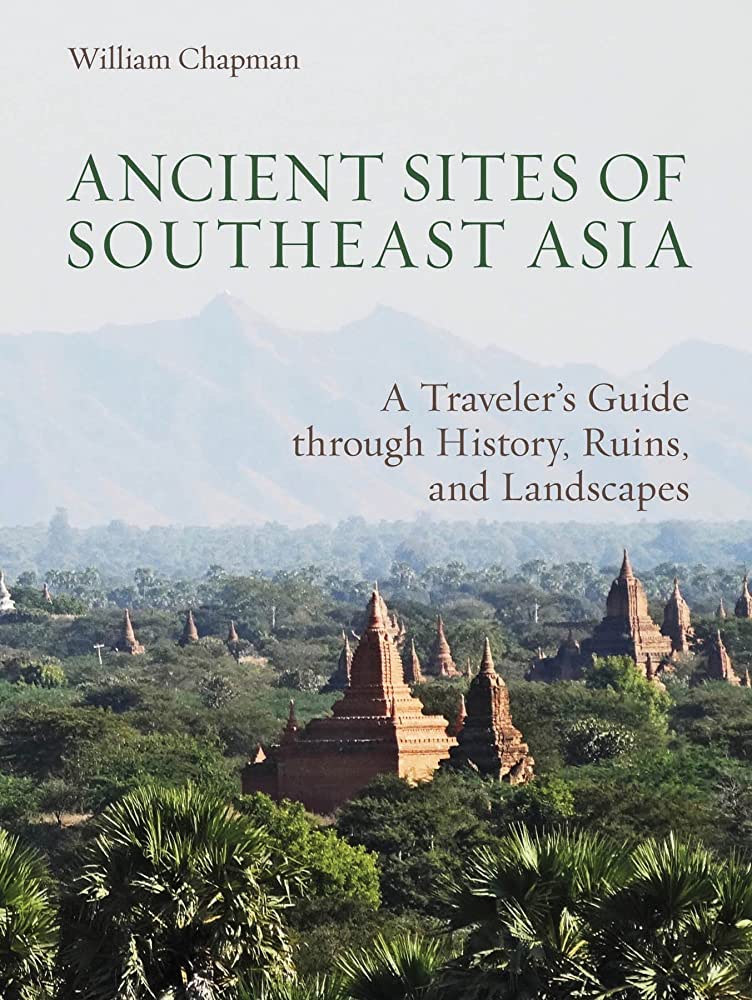 William Chapman
ANCIENT SITES OF
SOUTHEAST ASIA
A Traveler’s Guide
through History, Ruins,
and Landscapes